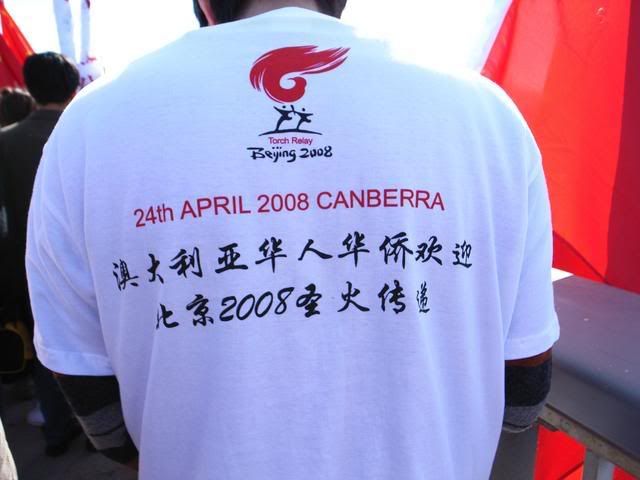 Torch Relay
Beijing 2008
24th APRIL 2008 CANBERRA
澳大利亚华人华侨欢迎
北京2008圣火传递